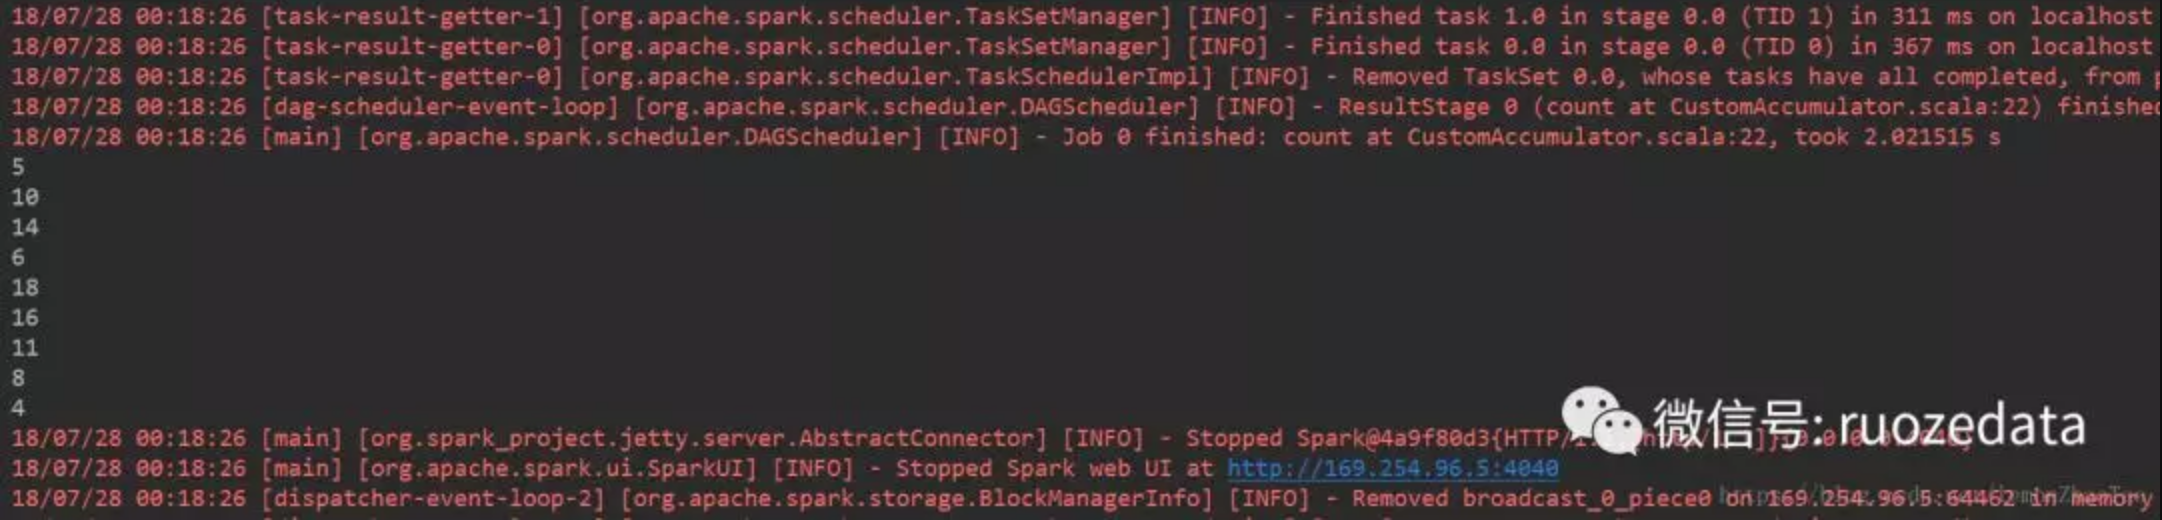 18/07/28 00:18:26 [task-result-getter-1] [org.apache.spark.scheduler.TaskSetManager] [INFO] - Finished task 1.0 in stage 0.0 (TID 1) in 311 ms on localhost
18/07/28 00:18:26 [task-result-getter-0] [org.apache.spark.scheduler.TaskSetManager] [INFO] - Finished task 0.0 in stage 0.0 (TID 0) in 367 ms on localhost
18/07/28 00:18:26 [task-result-getter-0] [org.apache.spark.scheduler.TaskSchedulerImpl] [INFO] - Removed TaskSet 0.0, whose tasks have all completed, from
18/07/28 00:18:26 [dag-scheduler-event-loop] [org.apache.spark.scheduler.DAGScheduler] [INFO] - ResultStage 0 (count at CustomAccumulator.scala:22) finished
18/07/28 00:18:26 [main] [org.apache.spark.scheduler.DAGScheduler] [INFO] - Job 0 finished: count at CustomAccumulator.scala:22, took 2.021515 s
5
10
14
6
18
16
11
8
4
18/07/28 00:18:26 [main] [org.spark_project.jetty.server.AbstractConnector] [INFO] - Stopped Spark@4a9f80d3{HTTP/
微信号: ruozedata
18/07/28 00:18:26 [main] [org.apache.spark.ui.SparkUI] [INFO] - Stopped Spark web UI at http://169.254.96.5:4040
18/07/28 00:18:26 [dispatcher-event-loop-2] [org.apache.spark.storage.BlockManagerInfo] [INFO] - Removed broadcast_0_piece0 on 169.254.96.5:64462 in memory